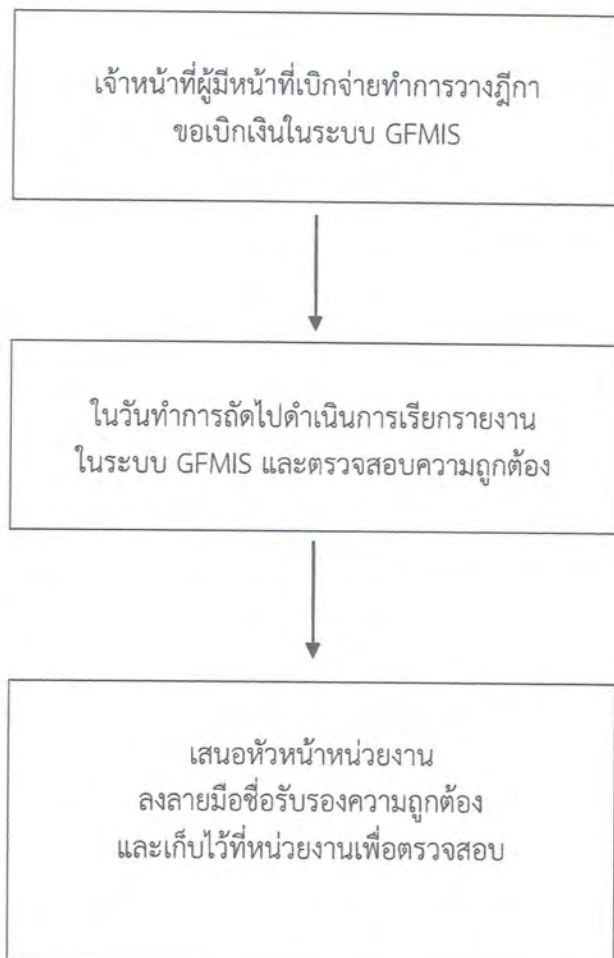 เจ้าหน้าที่ผู้มีหน้าที่เบิกจ่ายทำการวางฎีกา
ขอเบิกเงินในระบบ GFMIS
ในวันทำการถัดไปดำเนินการเรียกรายงาน
ในระบบ GFMIS และตรวจสอบความถูกต้อง
เสนอหัวหน้าหน่วยงาน
ลงลายมือชื่อรับรองความถูกต้อง
และเก็บไว้ที่หน่วยงานเพื่อตรวจสอบ